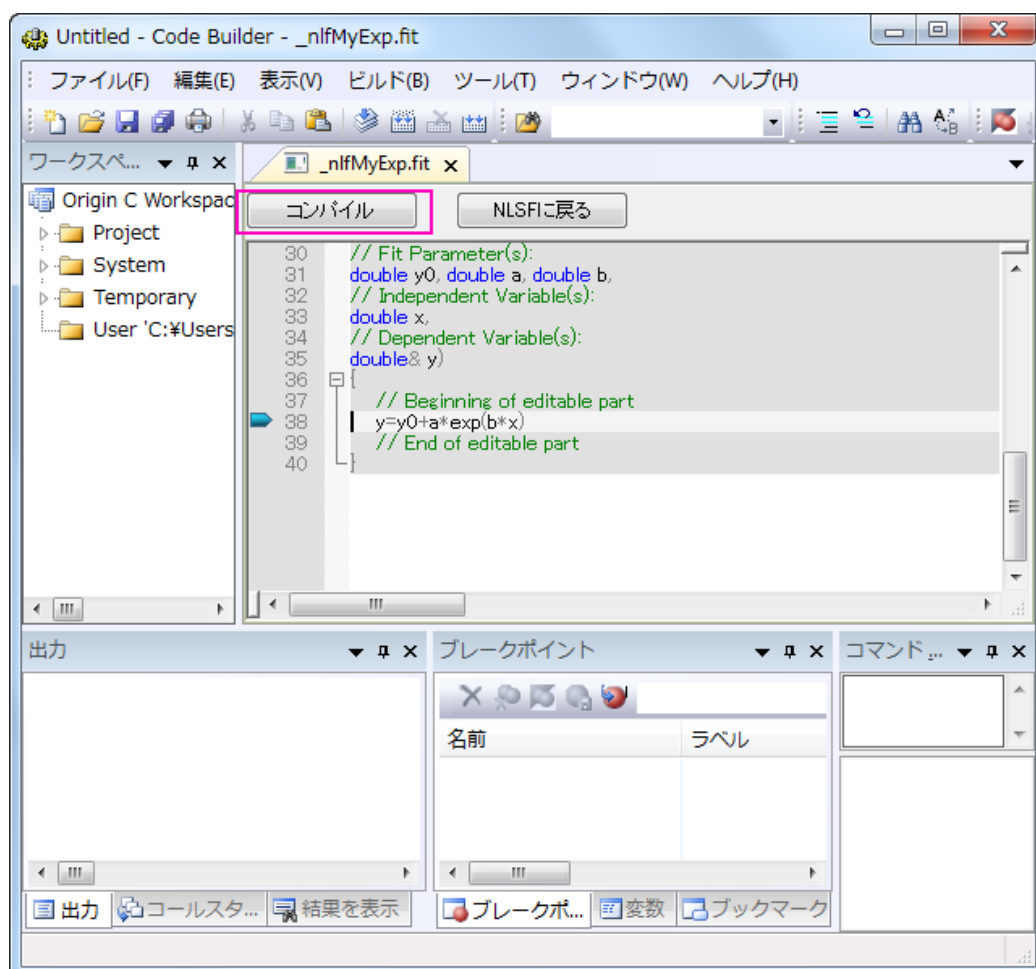 Untitled - Code Builder - _nlfMyExp.fit
ファイル(F) 編集(E) 表示(V) ビルド(B) ツール(T) ウィンドウ(W) ヘルプ(H)
ワークスペ...
_nlfMyExp.fit
Origin C Workspac
Project
System
Temporary
User 'C:¥Users
コンパイル
NLSFに戻る
30 // Fit Parameter(s):
31 double y0, double a, double b,
32 // Independent Variable(s):
33 double x,
34 // Dependent Variable(s):
35 double& y)
36 {
37 // Beginning of editable part
38 y=y0+a*exp(b*x)
39 // End of editable part
40 }
出力
ブレークポイント
コマンド ...
名前 ラベル
出力 コールスタ... 結果を表示
ブレークポ... 変数 ブックマーク